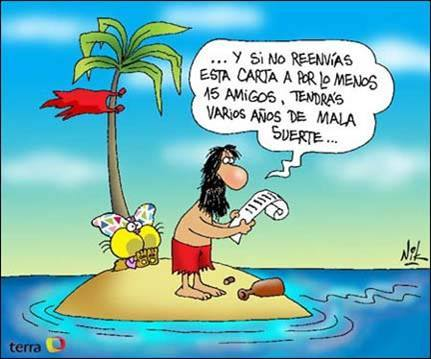 ... Y SI NO REENVÍAS
ESTA CARTA A POR LO MENOS
15 AMIGOS, TENDRÁS
VARIOS AÑOS DE MALA
SUERTE...
Nik
terra